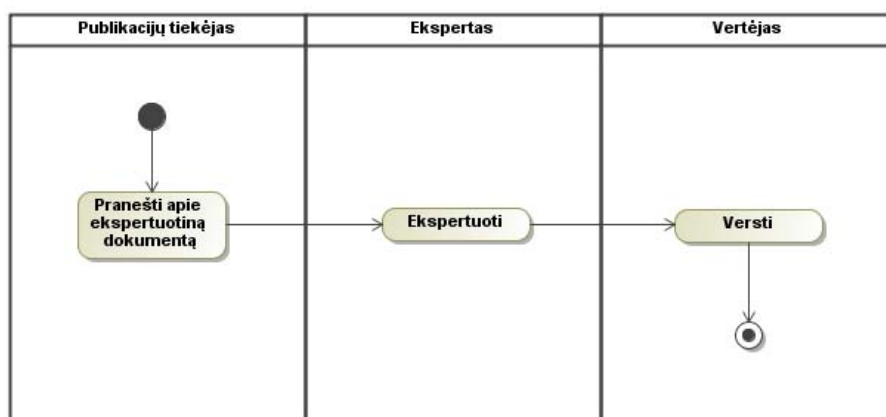 Publikacijų tiekėjas
Ekspertas
Vertėjas
Pranešti apie
ekspertuotiną
dokumentą
Ekspertuoti
Versti